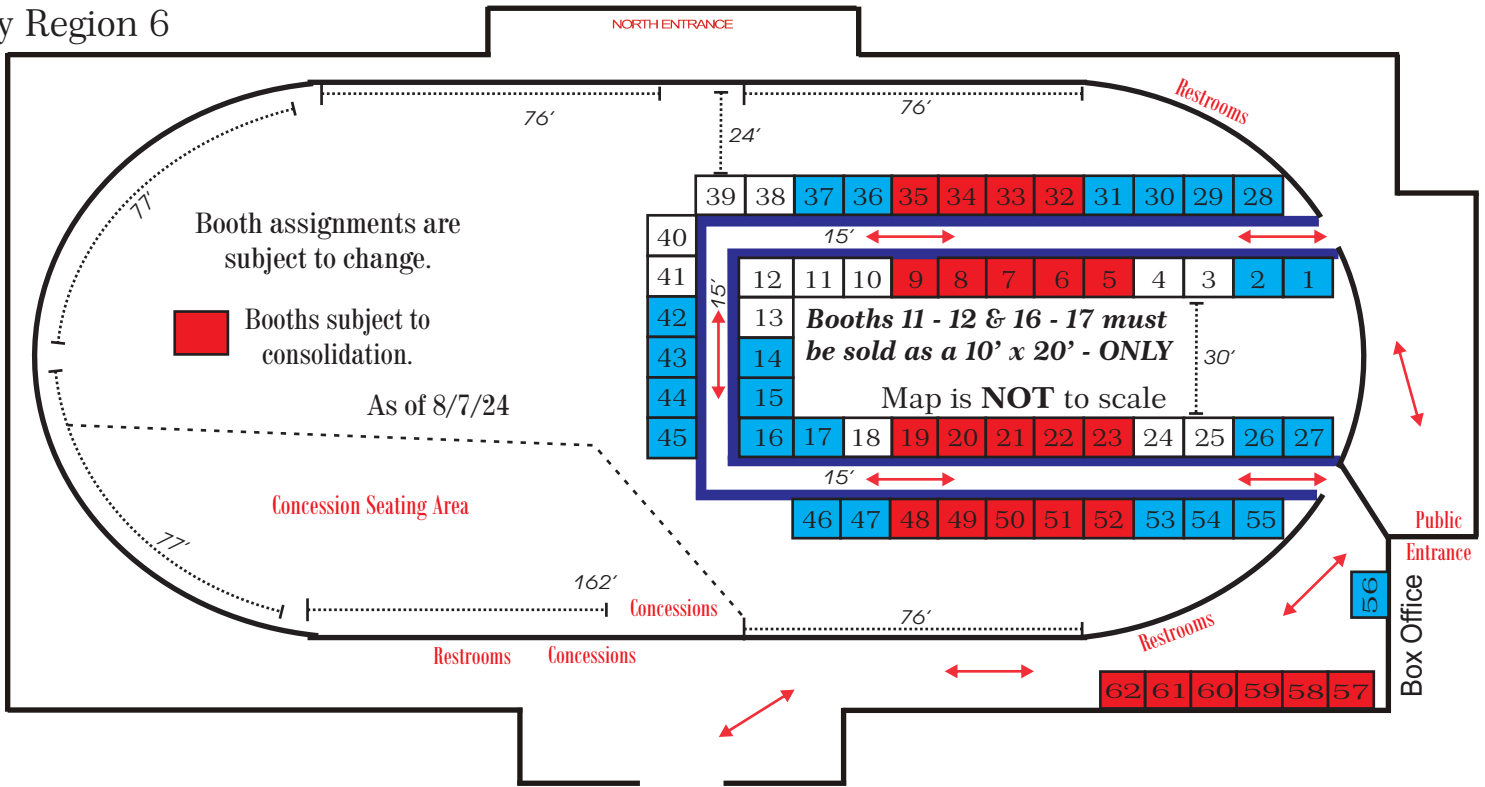 y Region 6
NORTH ENTRANCE
Restrooms
76'
76'
24'
77'
39 38 37 36 35 34 33 32 31 30 29 28
Booth assignments are
subject to change.
15'
40
41
42
43
44
45
15'
12 11 10 9 8 7 6 5 4 3 2 1
13
14
15
Booths 11 - 12 & 16 - 17 must
be sold as a 10' x 20' - ONLY
30'
Map is NOT to scale
Booths subject to
consolidation.
As of 8/7/24
16 17 18 19 20 21 22 23 24 25 26 27
15'
46 47 48 49 50 51 52 53 54 55
Concession Seating Area
77'
162'
Concessions
76'
Restrooms
Concessions
Restrooms
Public
Entrance
56
Box Office
62 61 60 59 58 57